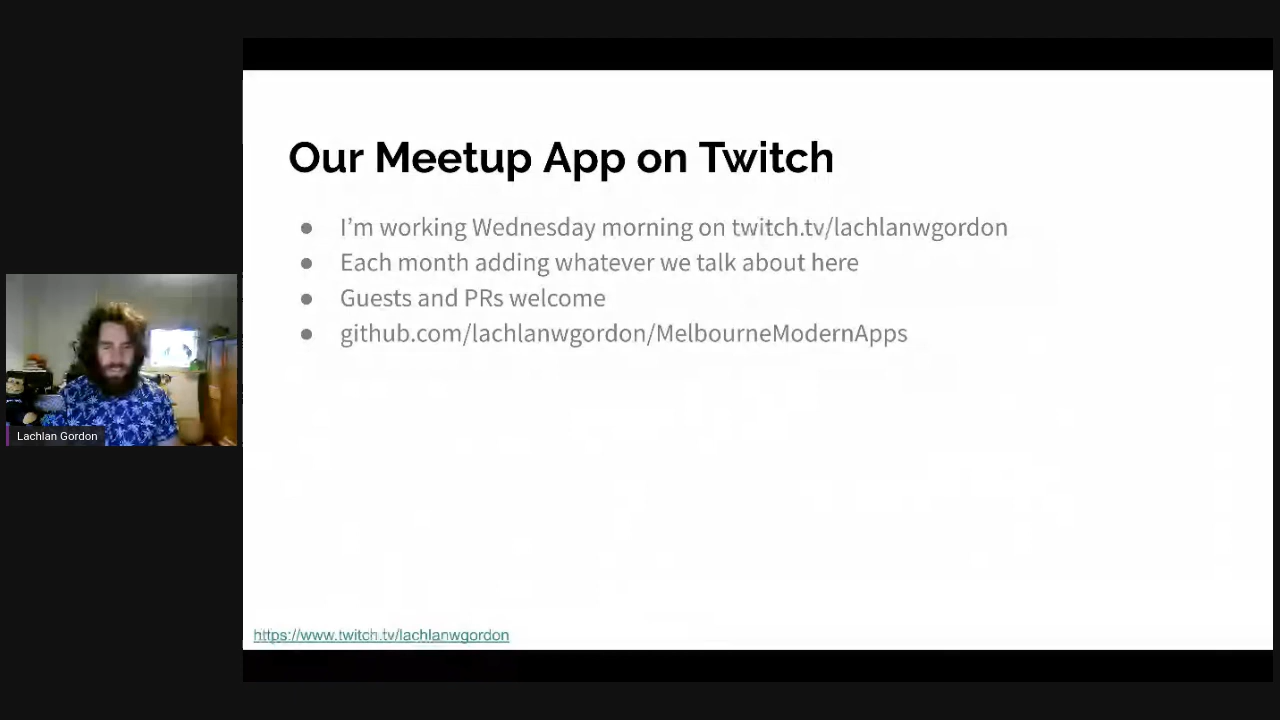 Our Meetup App on Twitch
● I’m working Wednesday morning on twitch.tv/lachlanwgordon
● Each month adding whatever we talk about here
● Guests and PRs welcome
● github.com/lachlanwgordon/MelbourneModernApps
Lachlan Gordon
https://www.twitch.tv/lachlanwgordon